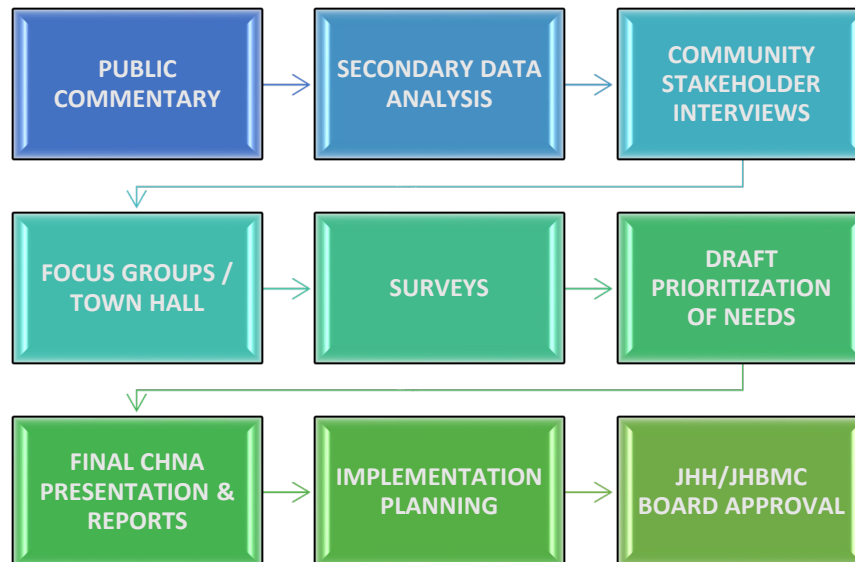 PUBLIC
COMMENTARY
SECONDARY DATA
ANALYSIS
COMMUNITY
STAKEHOLDER
INTERVIEWS
FOCUS GROUPS /
TOWN HALL
SURVEYS
DRAFT
PRIORITIZATION
OF NEEDS
FINAL CHNA
PRESENTATION &
REPORTS
IMPLEMENTATION
PLANNING
JHH/JHBMC
BOARD APPROVAL